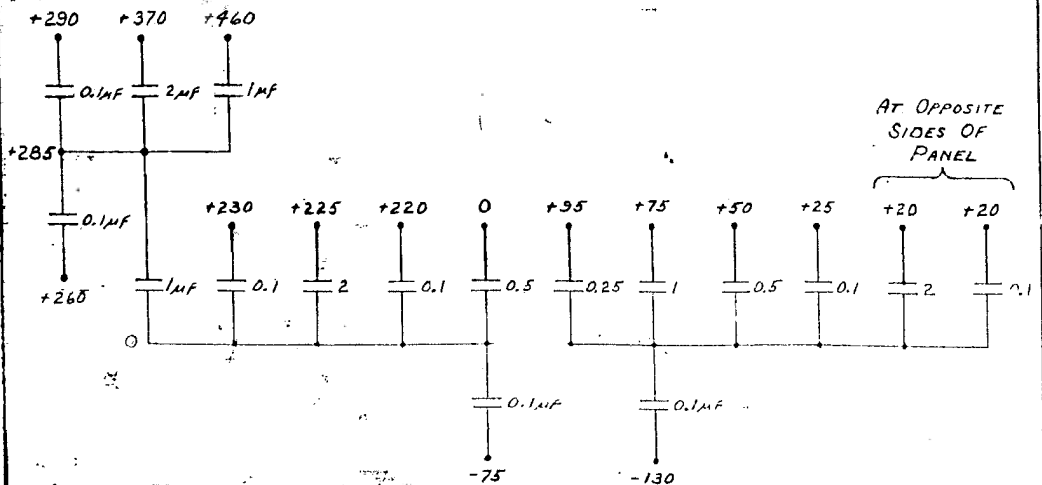 +290 +370 +460
0.1μF 2μF 1μF
AT OPPOSITE
SIDES OF
PANEL
+285
0.1μF
+230 +225 +220 0 +95 +75 +50 +25 +20 +20
+260
1μF 0.1 2 0.1 0.5 0.25 1 0.5 0.1 2 0.1
0
0.1μF 0.1μF
-75 -130